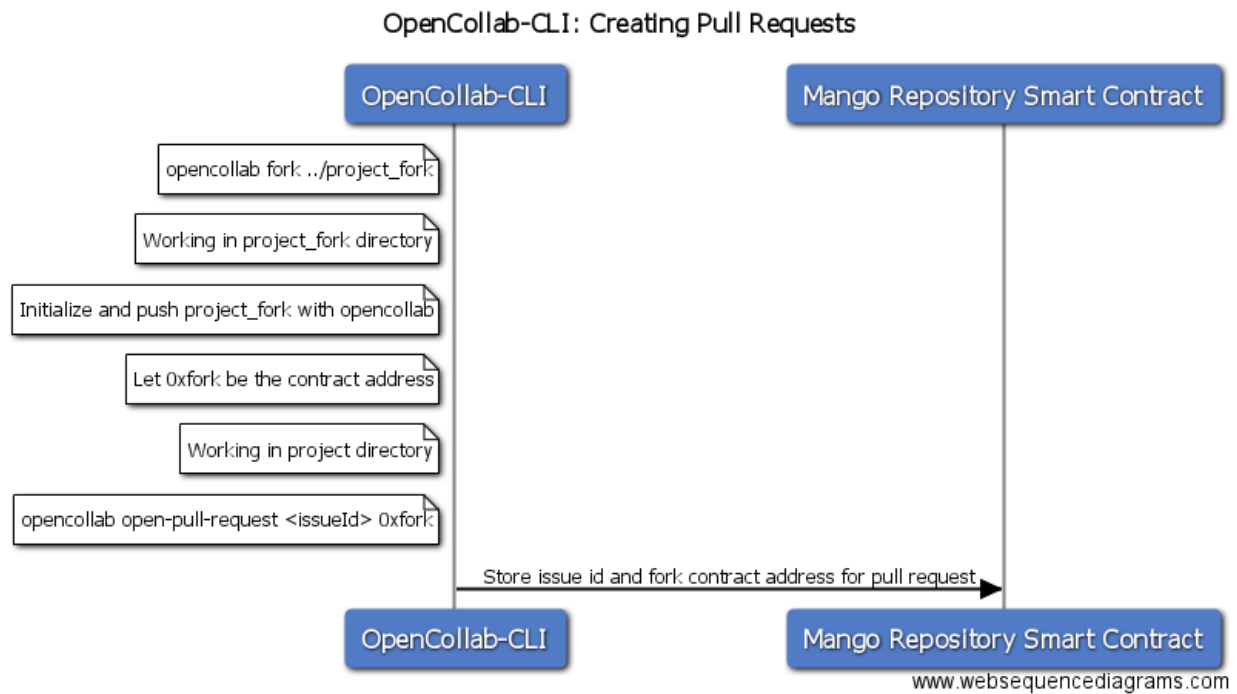 OpenCollab-CLI: Creating Pull Requests
OpenCollab-CLI
Mango Repository Smart Contract
opencollab fork ../project_fork
Working in project_fork directory
Initialize and push project_fork with opencollab
Let 0xfork be the contract address
Working in project directory
opencollab open-pull-request <issueId> 0xfork
Store issue id and fork contract address for pull request
OpenCollab-CLI
Mango Repository Smart Contract
www.websequencediagrams.com